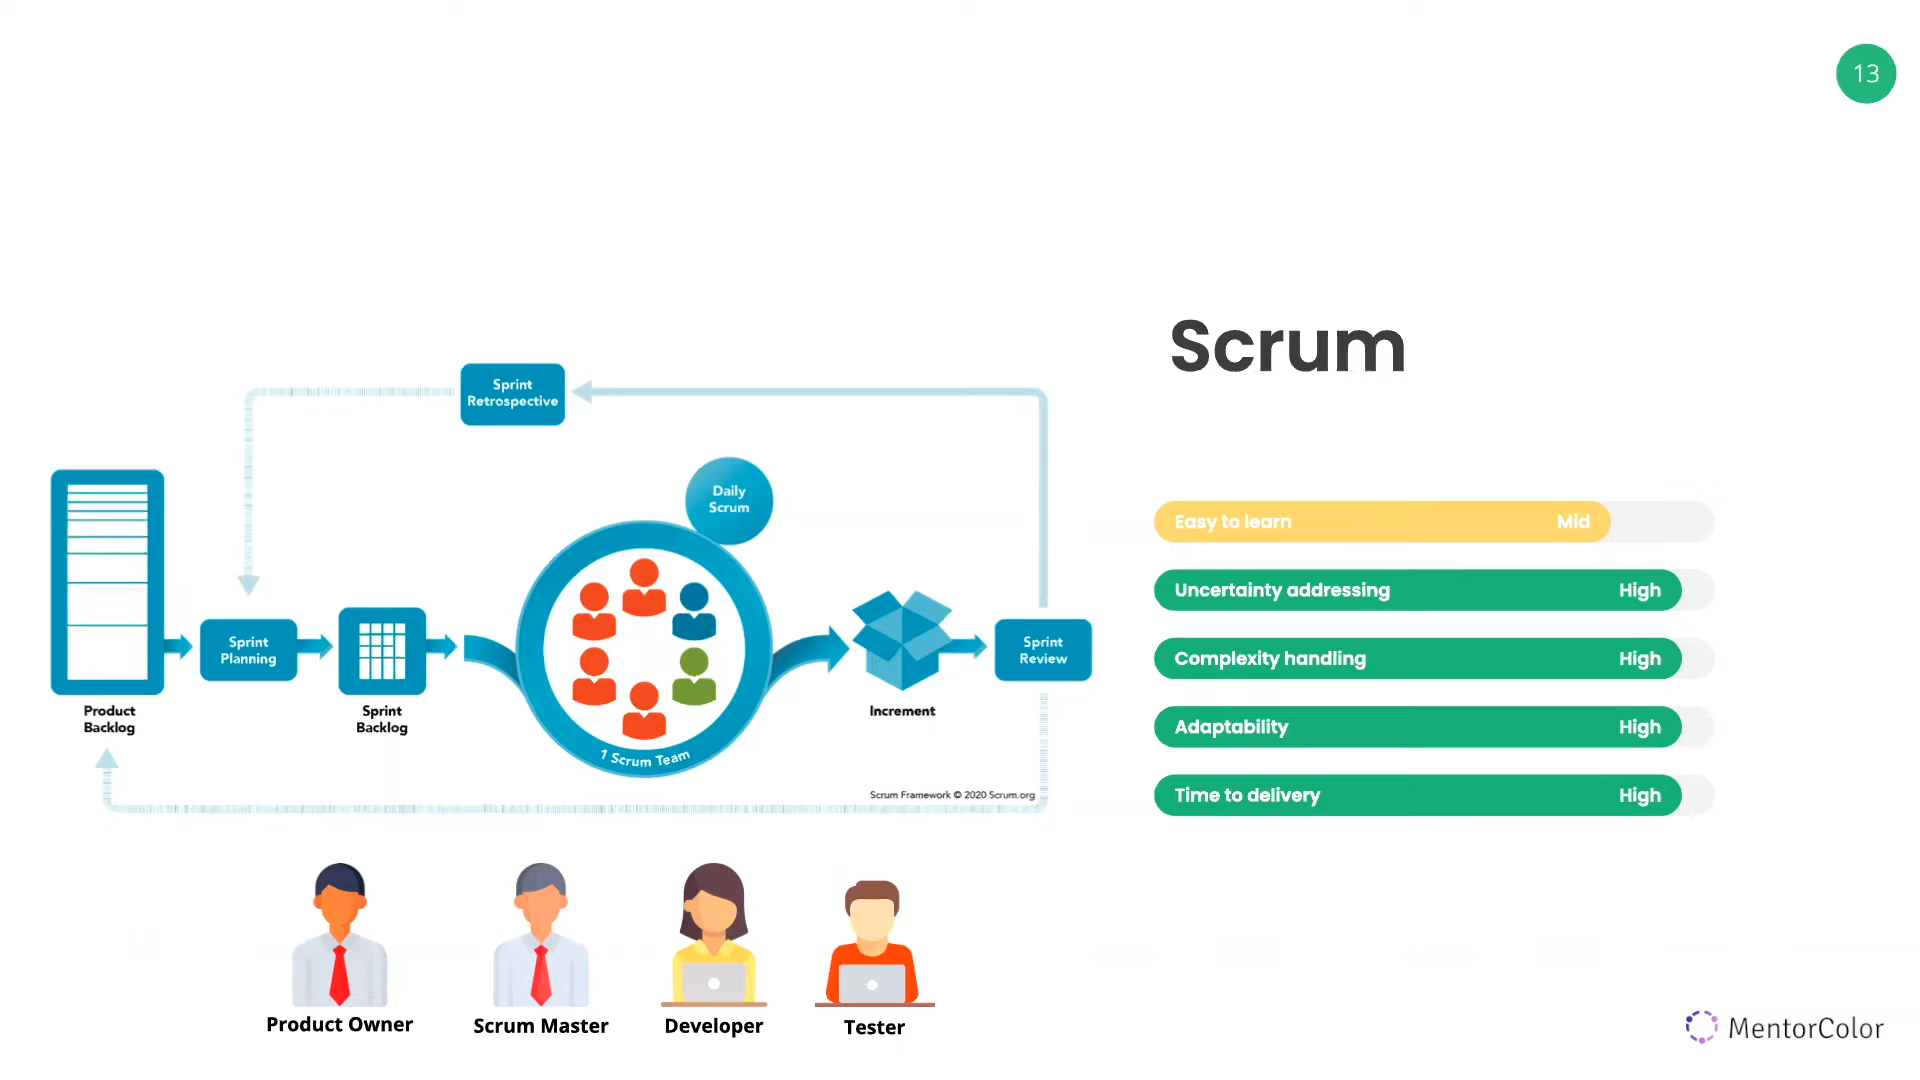 13
Scrum
Sprint
Retrospective
Daily
Scrum
Sprint
Planning
Sprint
Review
Product
Backlog
Sprint
Backlog
Increment
1 Scrum Team
Scrum Framework © 2020 Scrum.org
Easy to learn Mid
Uncertainty addressing High
Complexity handling High
Adaptability High
Time to delivery High
Product Owner
Scrum Master
Developer
Tester
MentorColor